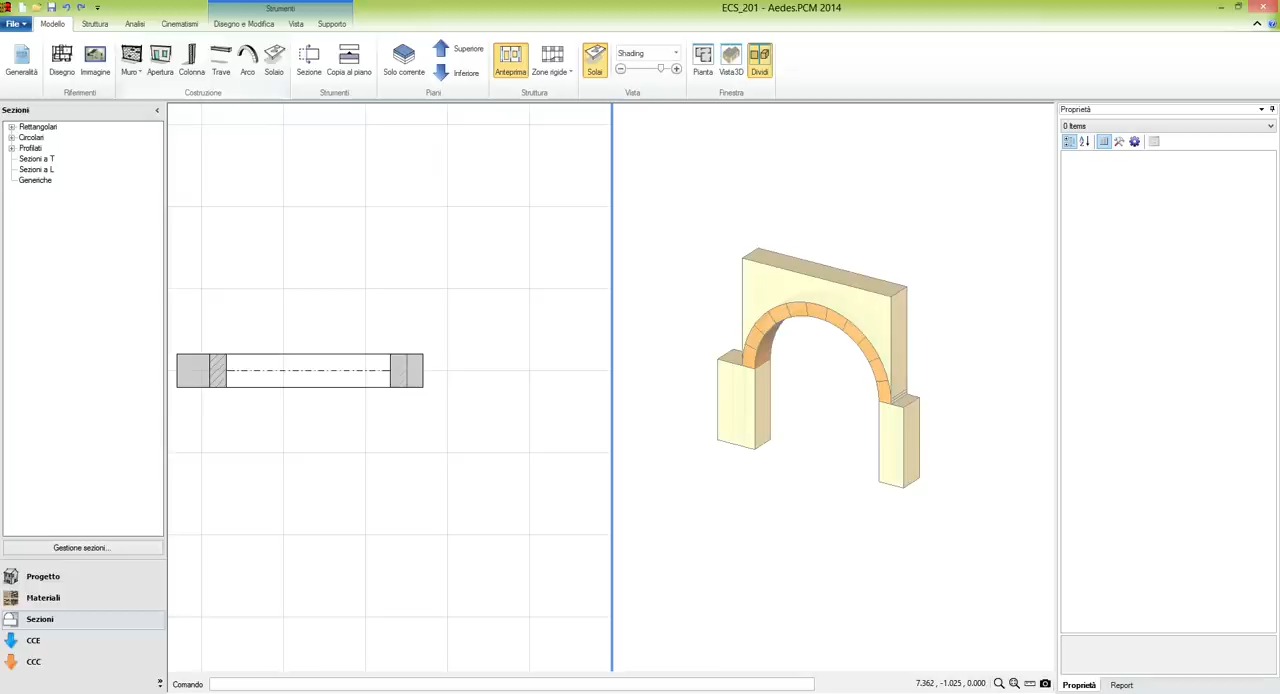 ECS_201 - Aedes.PCM 2014
Strumenti
File Modello Struttura Analisi Cinematismi Disegno e Modifica Vista Supporto
Generalità Disegno Immagine Muro Apertura Colonna Trave Arco Solaio Sezione Copia al piano Solo corrente Superiore Inferiore Anteprima Zone rigide Solai Shading Pianta Vista3D Dividi
Riferimenti Costruzione Strumenti Piani Struttura Vista Finestra
Sezioni
Rettangolari
Circolari
Profilati
Sezioni a T
Sezioni a L
Generiche
Gestione sezioni...
Progetto
Materiali
Sezioni
CCE
CCC
Comando
7.362 , -1.025 , 0.000
Proprietà
0 Items
Proprietà Report